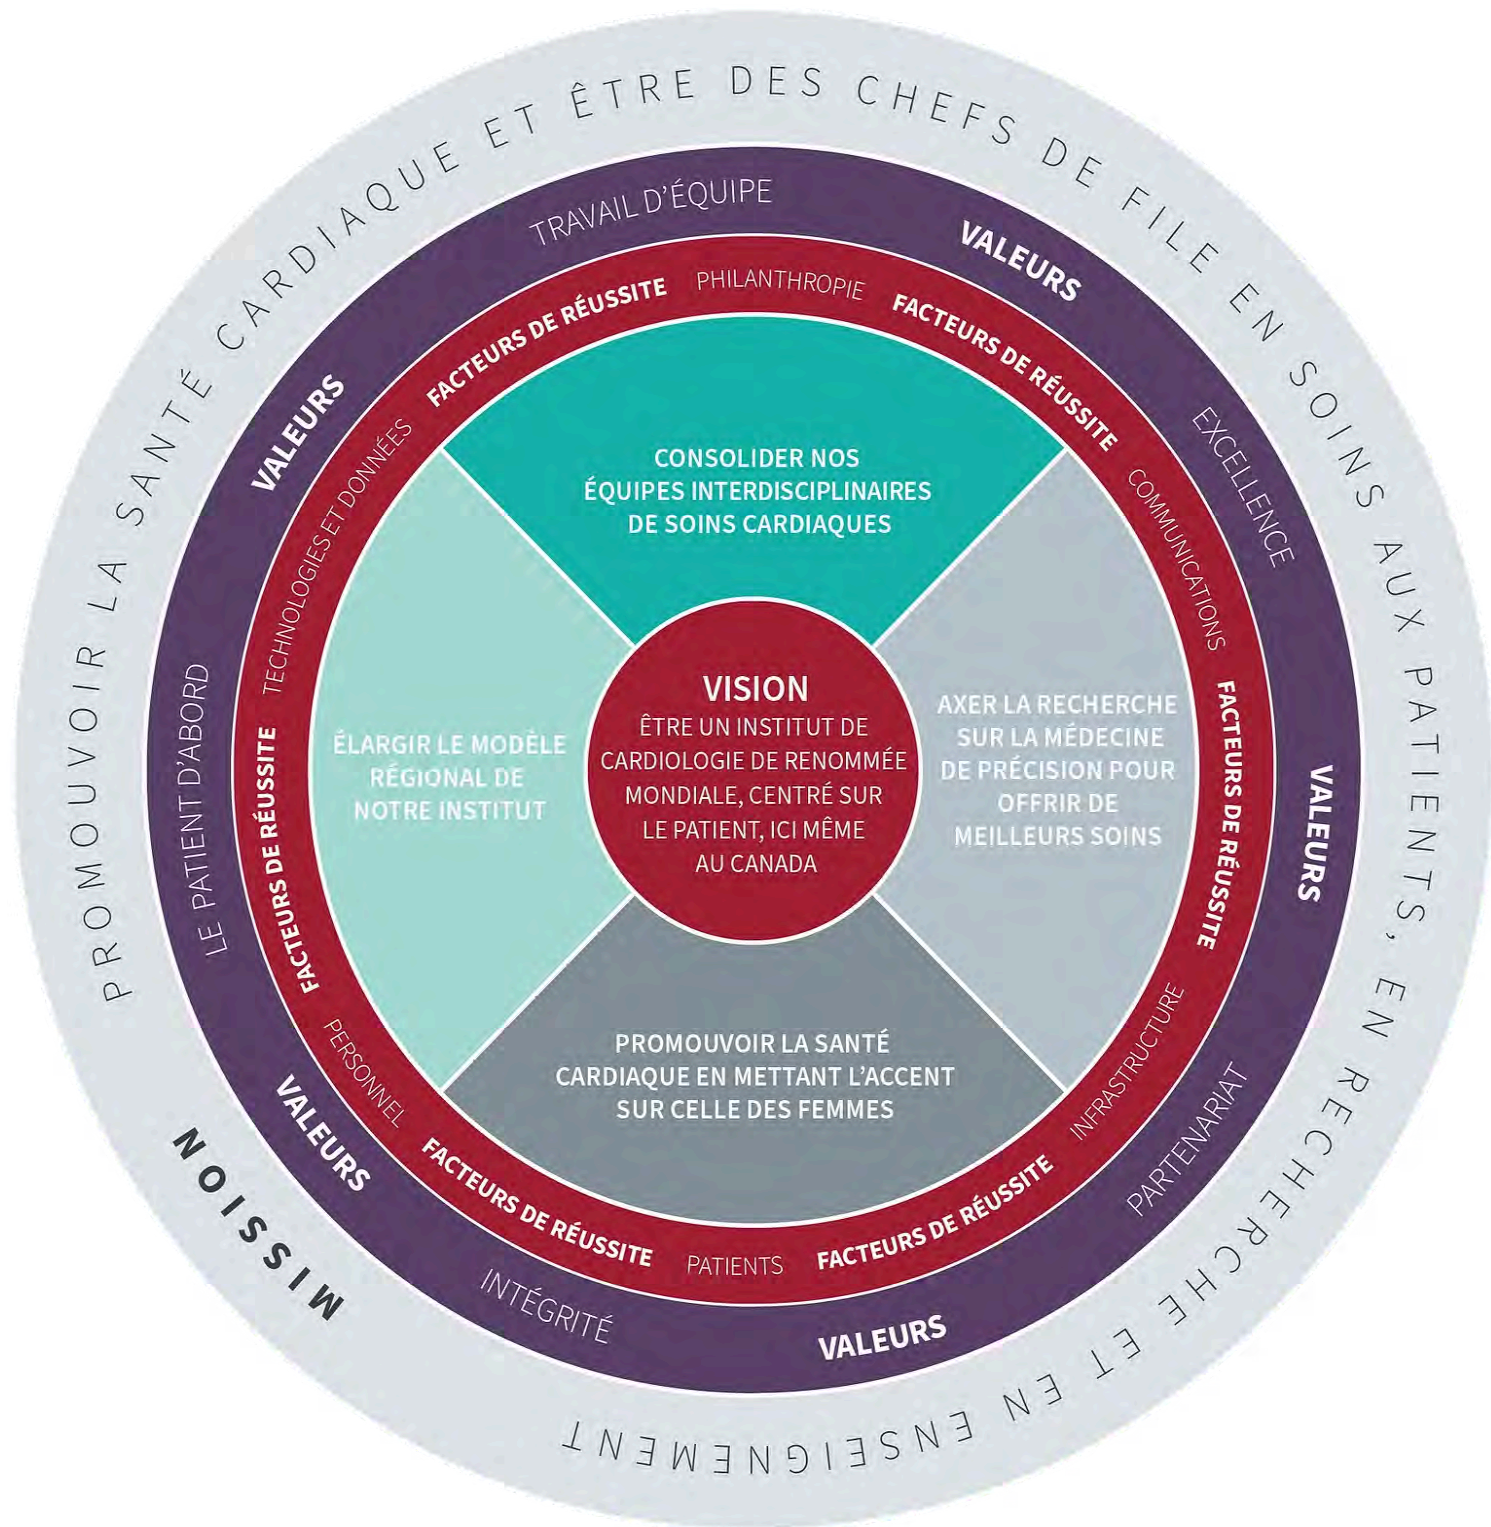 MISSION
PROMOUVOIR LA SANTÉ CARDIAQUE ET ÊTRE DES CHEFS DE FILE EN SOINS AUX PATIENTS, EN RECHERCHE ET EN ENSEIGNEMENT
VALEURS
TRAVAIL D'ÉQUIPE
VALEURS
EXCELLENCE
VALEURS
PARTENARIAT
VALEURS
INTÉGRITÉ
VALEURS
LE PATIENT D'ABORD
FACTEURS DE RÉUSSITE
PHILANTHROPIE
FACTEURS DE RÉUSSITE
COMMUNICATIONS
FACTEURS DE RÉUSSITE
INFRASTRUCTURE
FACTEURS DE RÉUSSITE
PATIENTS
FACTEURS DE RÉUSSITE
PERSONNEL
FACTEURS DE RÉUSSITE
TECHNOLOGIES ET DONNÉES
CONSOLIDER NOS
ÉQUIPES INTERDISCIPLINAIRES
DE SOINS CARDIAQUES
AXER LA RECHERCHE
SUR LA MÉDECINE
DE PRÉCISION POUR
OFFRIR DE
MEILLEURS SOINS
PROMOUVOIR LA SANTÉ
CARDIAQUE EN METTANT L'ACCENT
SUR CELLE DES FEMMES
ÉLARGIR LE MODÈLE
RÉGIONAL DE
NOTRE INSTITUT
VISION
ÊTRE UN INSTITUT DE
CARDIOLOGIE DE RENOMMÉE
MONDIALE, CENTRÉ SUR
LE PATIENT, ICI MÊME
AU CANADA